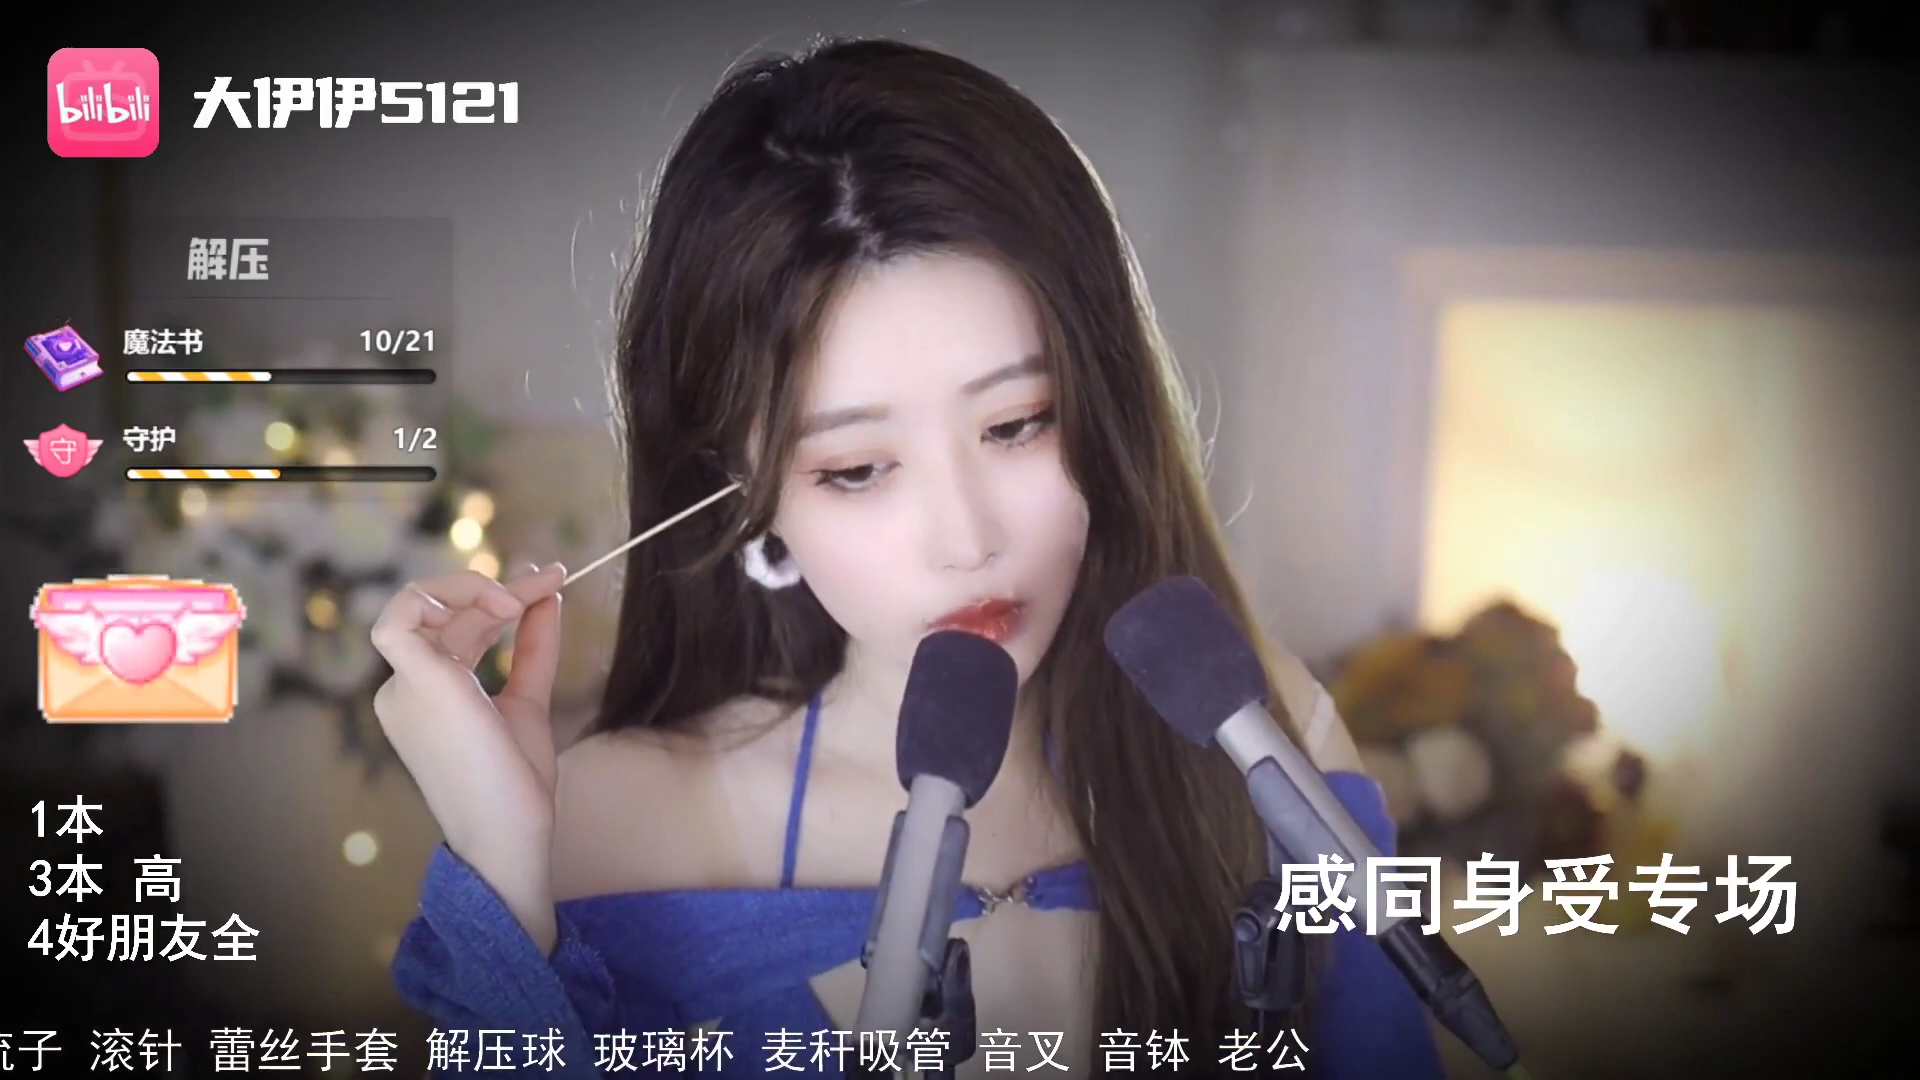 bilibili 大伊伊5121
解压
魔法书 10/21
守 守护 1/2
1本
3本 高
4好朋友全
感同身受专场
子 滚针 蕾丝手套 解压球 玻璃杯 麦秆吸管 音叉 音钵 老公